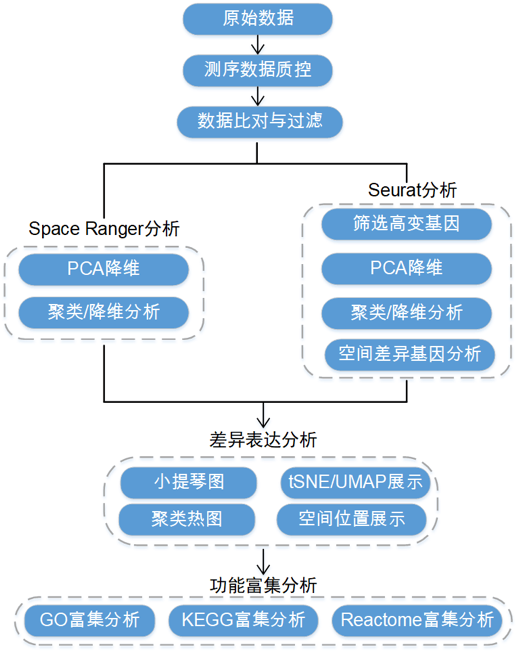 原始数据
测序数据质控
数据比对与过滤
Space Ranger分析
PCA降维
聚类/降维分析
Seurat分析
筛选高变基因
PCA降维
聚类/降维分析
空间差异基因分析
差异表达分析
小提琴图
tSNE/UMAP展示
聚类热图
空间位置展示
功能富集分析
GO富集分析
KEGG富集分析
Reactome富集分析